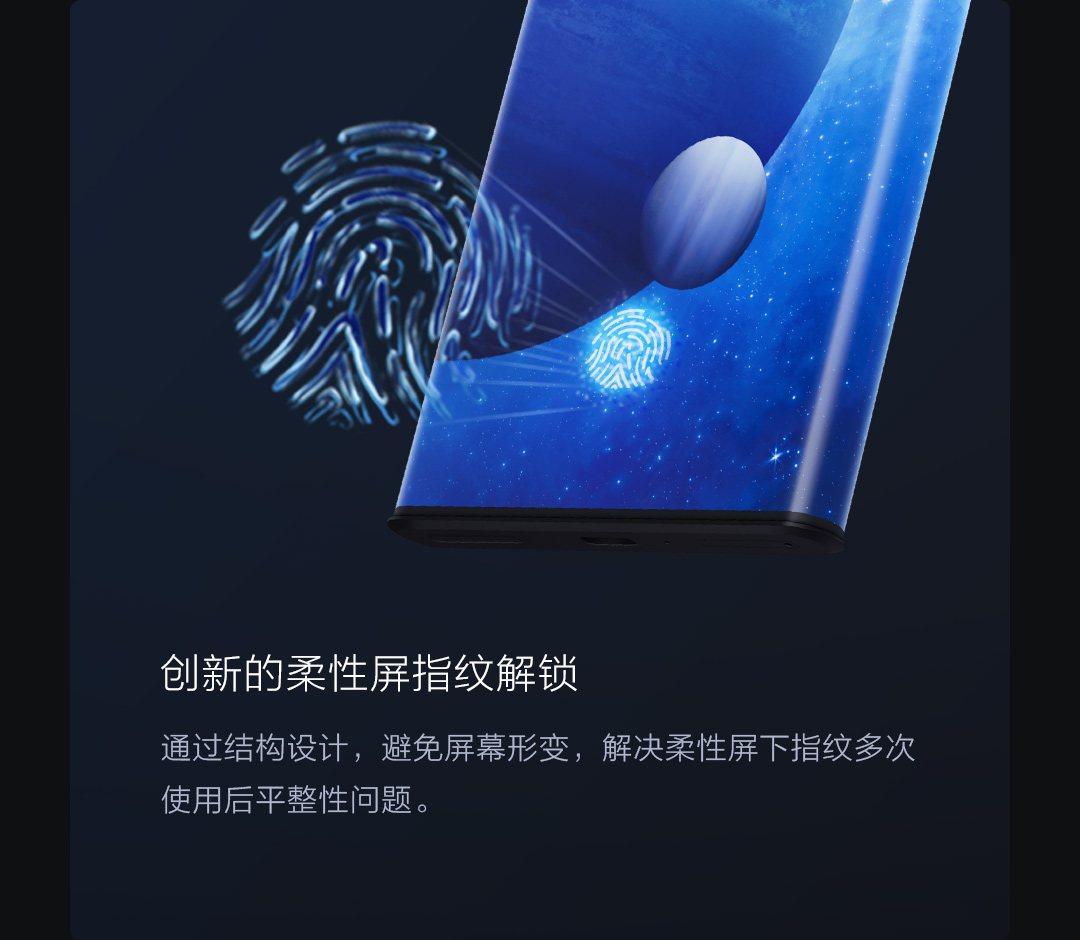 创新的柔性屏指纹解锁
通过结构设计，避免屏幕形变，解决柔性屏下指纹多次
使用后平整性问题。